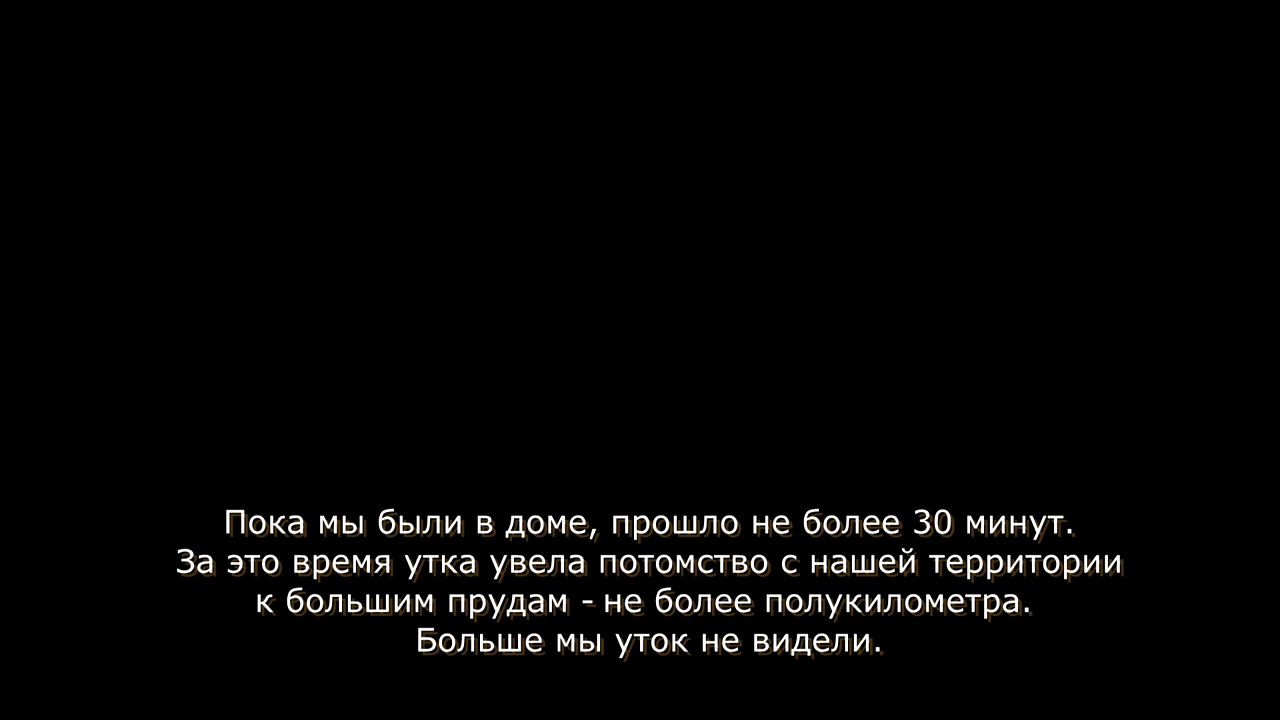 Пока мы были в доме, прошло не более 30 минут.
За это время утка увела потомство с нашей территории
к большим прудам - не более полукилометра.
Больше мы уток не видели.